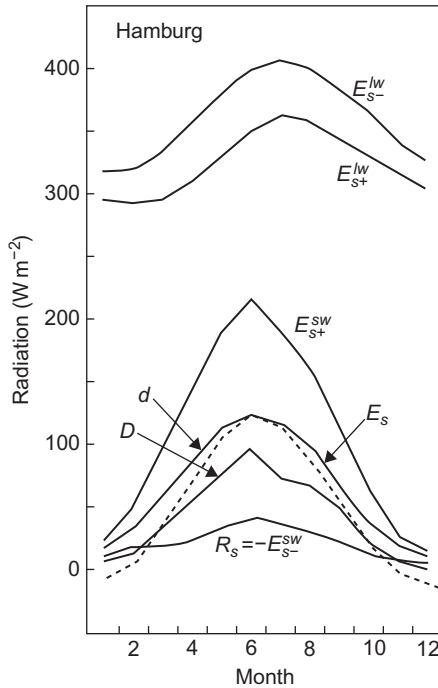 Hamburg
Radiation (W m⁻²)
400
300
200
100
0
E_{s-}^{lw}
E_{s+}^{lw}
E_{s+}^{sw}
d
D
E_s
R_s = -E_{s-}^{sw}
2 4 6 8 10 12
Month